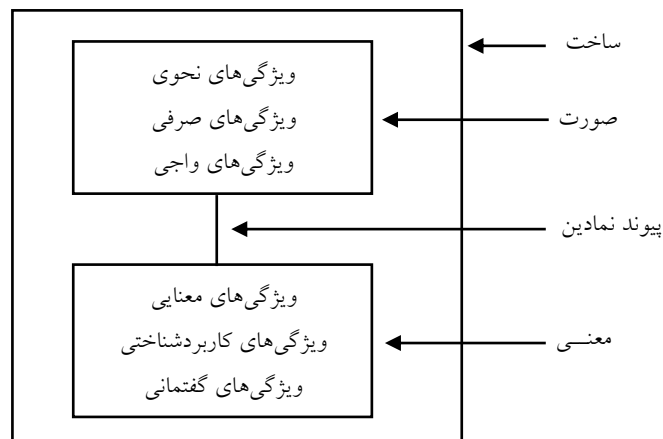 ساخت
ویژگی‌های نحوی
ویژگی‌های صرفی
صورت
ویژگی‌های واجی
پیوند نمادین
ویژگی‌های معنایی
ویژگی‌های کاربردشناختی
معنــی
ویژگی‌های گفتمانی